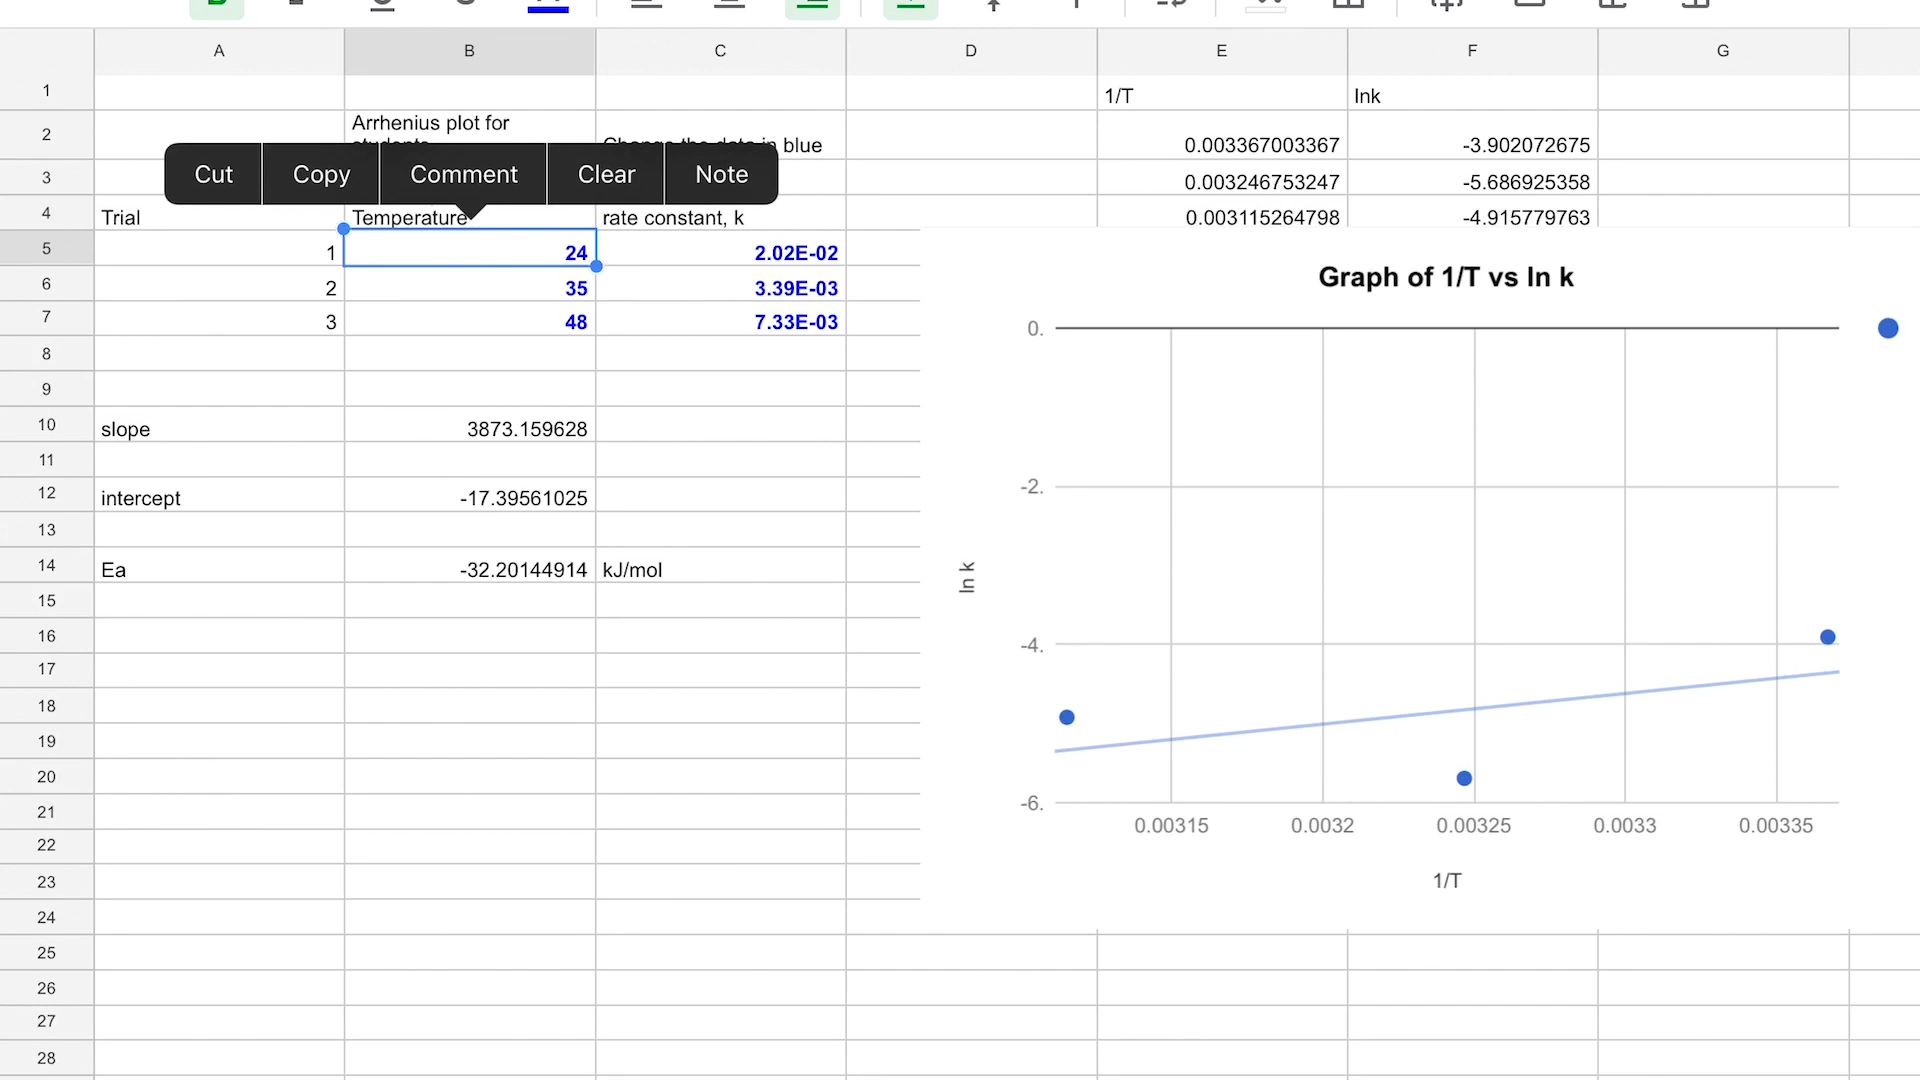 A B C D E F G
1 1/T lnk
2 Arrhenius plot for
students Change the data in blue 0.003367003367 -3.902072675
Cut Copy Comment Clear Note
3 0.003246753247 -5.686925358
4 Trial Temperature rate constant, k 0.003115264798 -4.915779763
5 1 24 2.02E-02
6 2 35 3.39E-03
7 3 48 7.33E-03
8
9
10 slope 3873.159628
11
12 intercept -17.39561025
13
14 Ea -32.20144914 kJ/mol
15
16
17
18
19
20
21
22
23
24
25
26
27
28
Graph of 1/T vs ln k
0.
-2.
-4.
-6.
ln k
0.00315 0.0032 0.00325 0.0033 0.00335
1/T